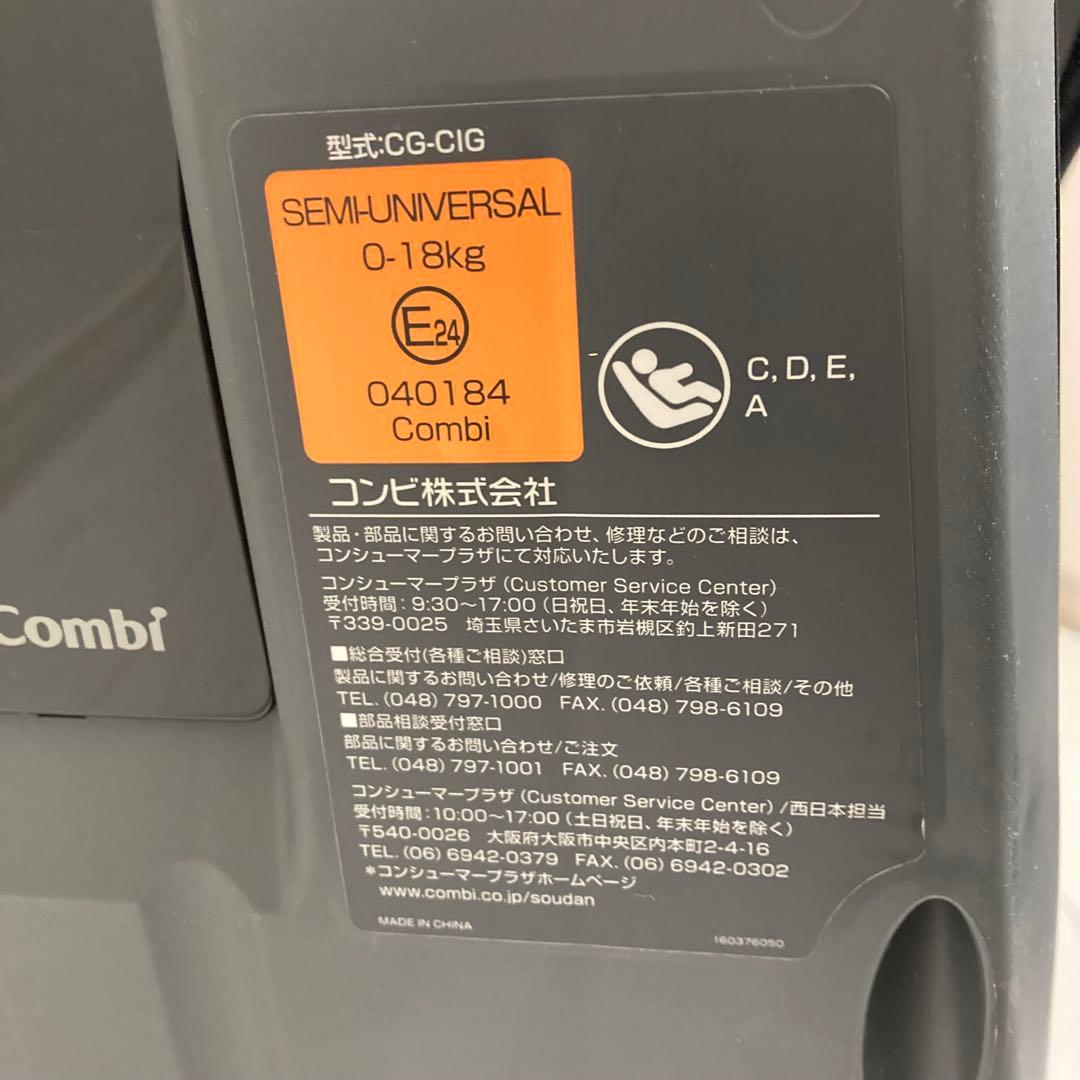 型式:CG-CIG
SEMI-UNIVERSAL
0-18kg
E24
040184
Combi
C, D, E,
A
コンビ株式会社
製品・部品に関するお問い合わせ、修理などのご相談は、
コンシューマープラザにて対応いたします。
コンシューマープラザ (Customer Service Center)
受付時間:9:30～17:00 (日祝日、年末年始を除く)
〒339-0025 埼玉県さいたま市岩槻区釣上新田271
■総合受付(各種ご相談)窓口
製品に関するお問い合わせ/修理のご依頼/各種ご相談/その他
TEL. (048) 797-1000 FAX. (048) 798-6109
■部品相談受付窓口
部品に関するお問い合わせ/ご注文
TEL. (048) 797-1001 FAX. (048) 798-6109
コンシューマープラザ (Customer Service Center) /西日本担当
受付時間:10:00～17:00 (土日祝日、年末年始を除く)
〒540-0026 大阪府大阪市中央区内本町2-4-16
TEL. (06) 6942-0379 FAX. (06) 6942-0302
*コンシューマープラザホームページ
www.combi.co.jp/soudan
MADE IN CHINA
160376050
Combi